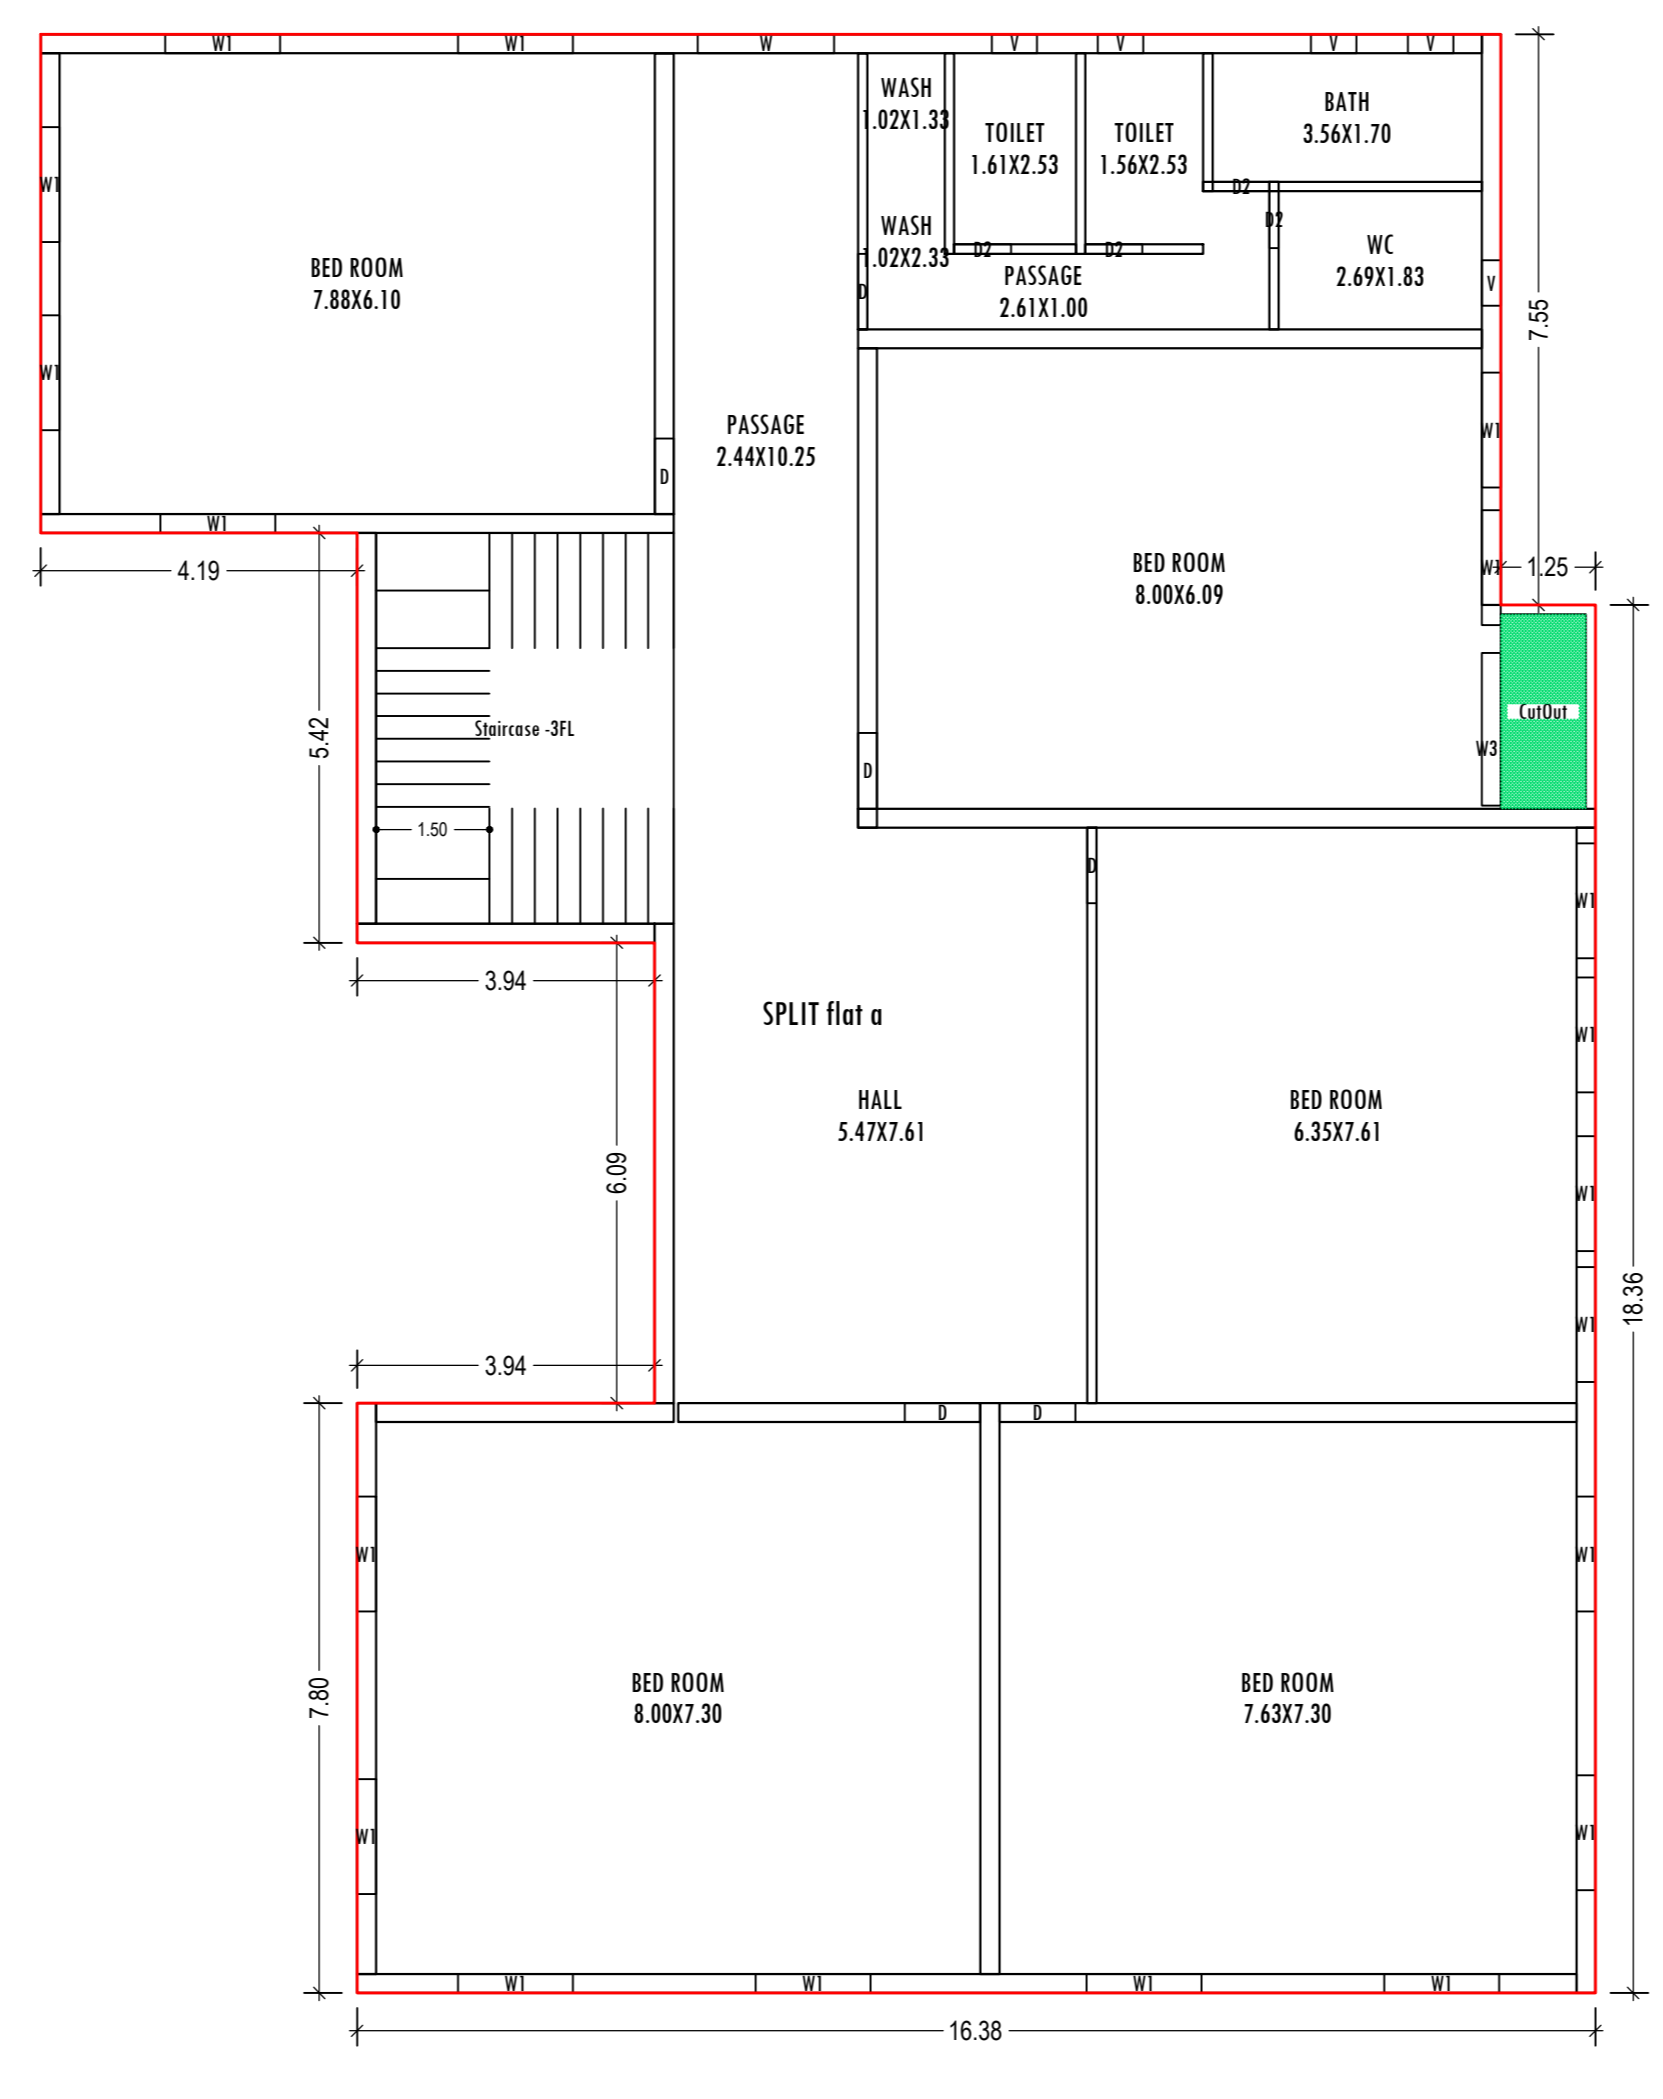 W1
W1
W
V
V
V
V
WASH
1.02X1.33
TOILET
1.61X2.53
TOILET
1.56X2.53
BATH
3.56X1.70
W1
D2
D2
WASH
1.02X2.33
D2
D2
WC
2.69X1.83
BED ROOM
7.88X6.10
PASSAGE
2.61X1.00
D
V
7.55
W1
PASSAGE
2.44X10.25
W1
D
W1
4.19
BED ROOM
8.00X6.09
W1
1.25
5.42
Staircase -3FL
CutOut
W3
D
1.50
D
W1
3.94
SPLIT flat a
W1
HALL
5.47X7.61
BED ROOM
6.35X7.61
6.09
W1
18.36
W1
3.94
D
D
W1
W1
7.80
BED ROOM
8.00X7.30
BED ROOM
7.63X7.30
W1
W1
W1
W1
W1
W1
16.38